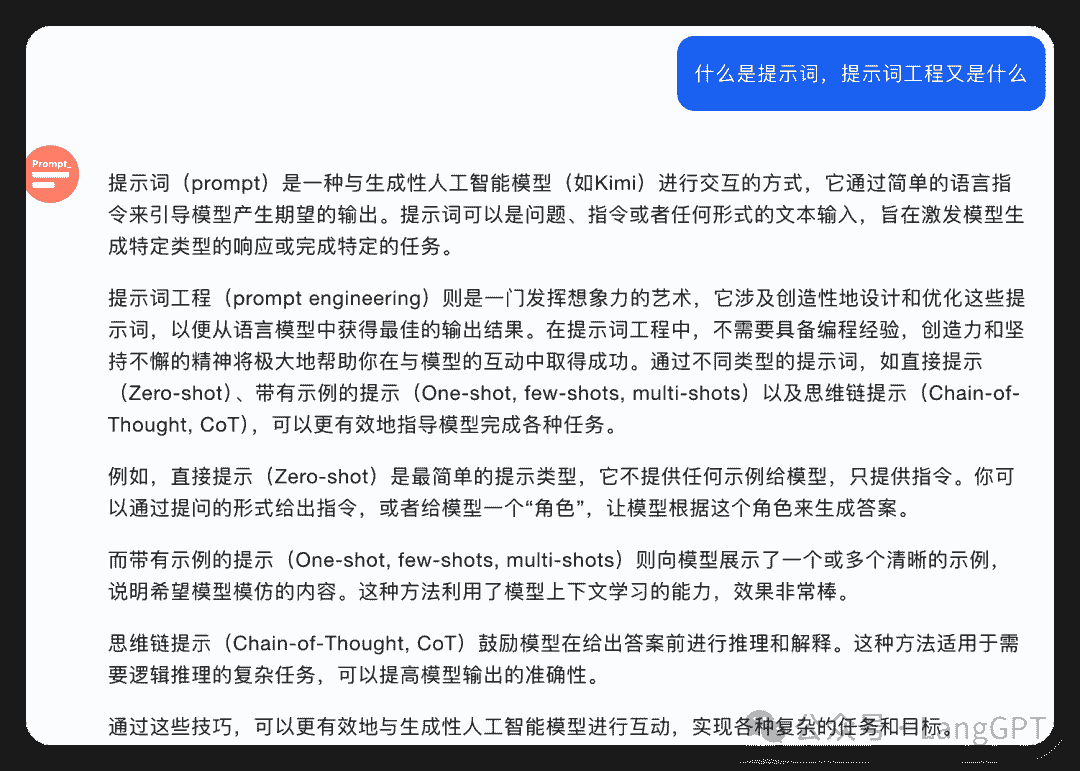 什么是提示词，提示词工程又是什么
Prompt_
提示词（prompt）是一种与生成性人工智能模型（如Kimi）进行交互的方式，它通过简单的语言指
令来引导模型产生期望的输出。提示词可以是问题、指令或者任何形式的文本输入，旨在激发模型生
成特定类型的响应或完成特定的任务。
提示词工程（prompt engineering）则是一门发挥想象力的艺术，它涉及创造性地设计和优化这些提
示词，以便从语言模型中获得最佳的输出结果。在提示词工程中，不需要具备编程经验，创造力和坚
持不懈的精神将极大地帮助你在与模型的互动中取得成功。通过不同类型的提示词，如直接提示
（Zero-shot）、带有示例的提示（One-shot, few-shots, multi-shots）以及思维链提示（Chain-of-
Thought, CoT），可以更有效地指导模型完成各种任务。
例如，直接提示（Zero-shot）是最简单的提示类型，它不提供任何示例给模型，只提供指令。你可
以通过提问的形式给出指令，或者给模型一个“角色”，让模型根据这个角色来生成答案。
而带有示例的提示（One-shot, few-shots, multi-shots）则向模型展示了一个或多个清晰的示例，
说明希望模型模仿的内容。这种方法利用了模型上下文学习的能力，效果非常棒。
思维链提示（Chain-of-Thought, CoT）鼓励模型在给出答案前进行推理和解释。这种方法适用于需
要逻辑推理的复杂任务，可以提高模型输出的准确性。
通过这些技巧，可以更有效地与生成性人工智能模型进行互动，实现各种复杂的任务和目标。
公众号 · LangGPT